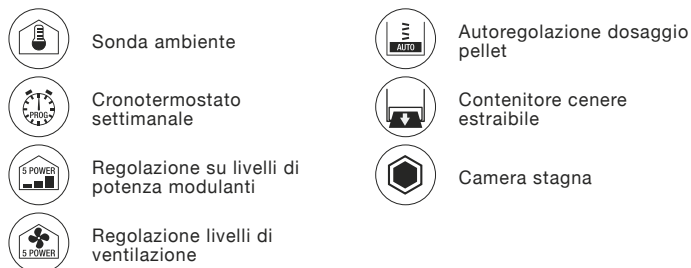 Sonda ambiente
PROG.
Cronotermostato
settimanale
5 POWER
Regolazione su livelli di
potenza modulanti
5 POWER
Regolazione livelli di
ventilazione
AUTO
Autoregolazione dosaggio
pellet
Contenitore cenere
estraibile
Camera stagna